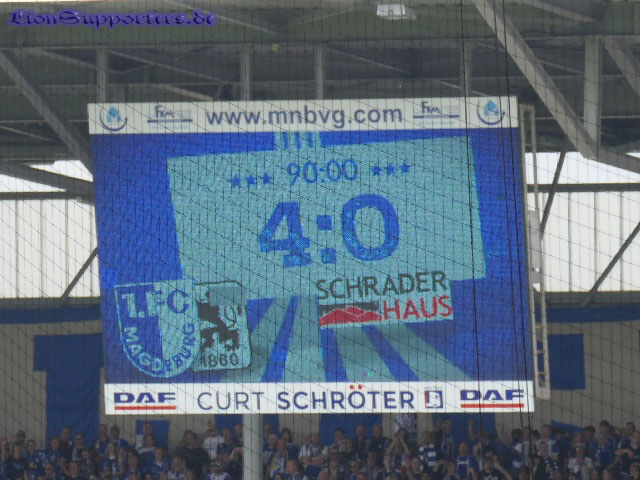 LionSupporters.de
www.mnbvg.com
90:00
4:0
1.FC
MAGDEBURG
1860
SCHRADER
HAUS
DAF CURT SCHRÖTER DAF